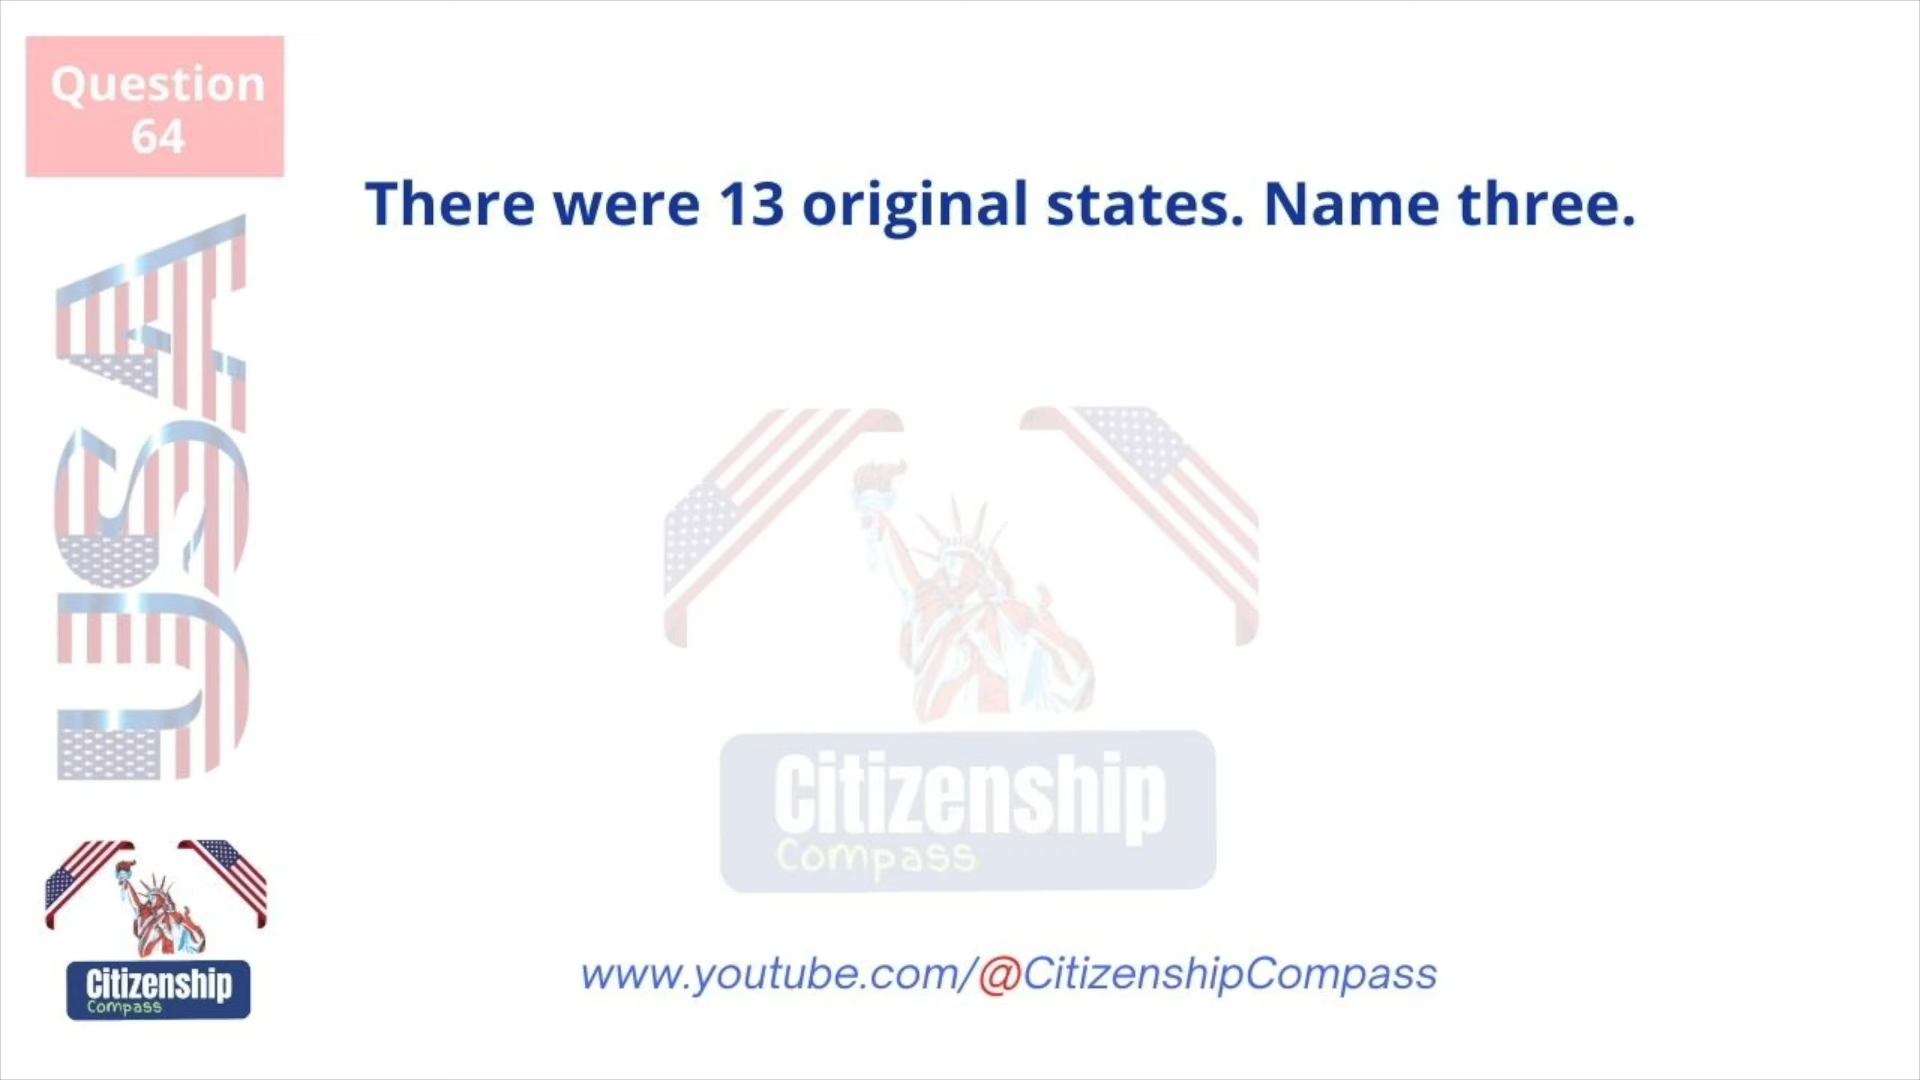 Question
64
There were 13 original states. Name three.
USA
Citizenship
Compass
Citizenship
Compass
www.youtube.com/@CitizenshipCompass